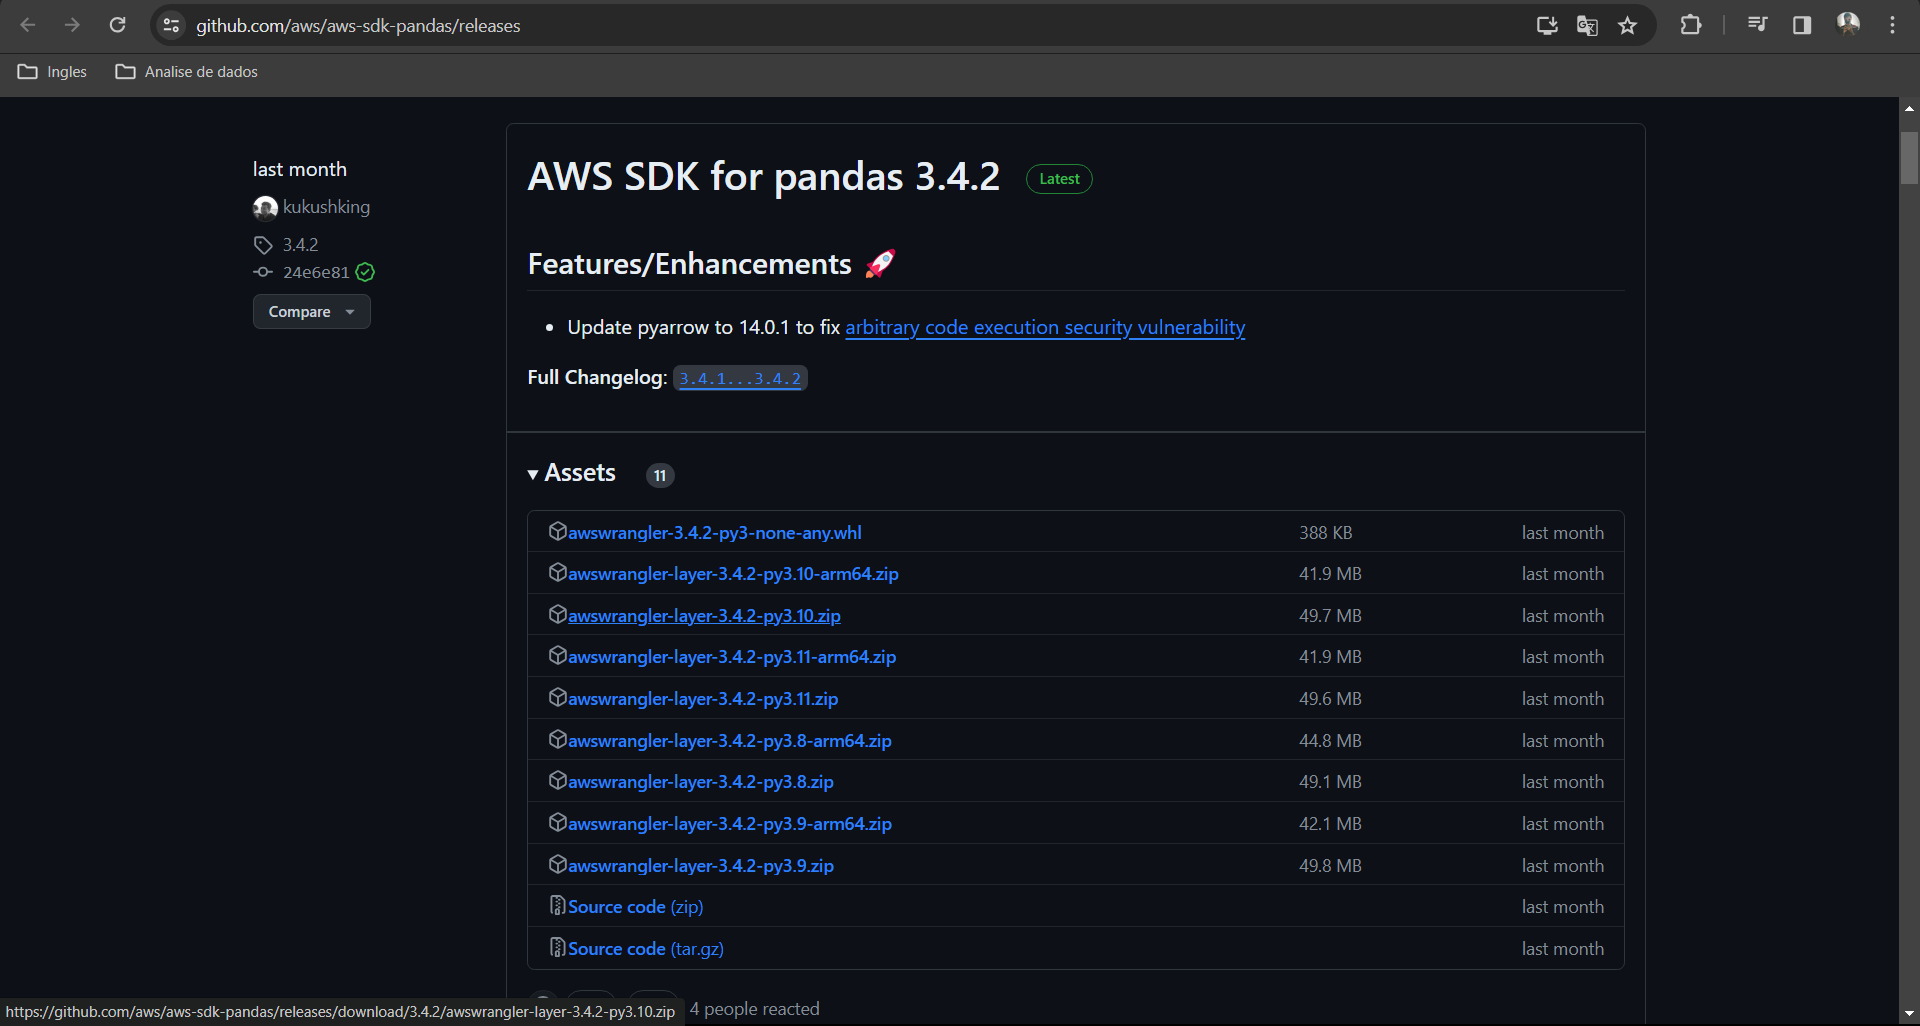 github.com/aws/aws-sdk-pandas/releases
Ingles
Analise de dados
last month
kukushking
3.4.2
24e6e81
Compare
AWS SDK for pandas 3.4.2 Latest
Features/Enhancements 🚀
• Update pyarrow to 14.0.1 to fix arbitrary code execution security vulnerability
Full Changelog: 3.4.1...3.4.2
Assets 11
awswrangler-3.4.2-py3-none-any.whl 388 KB last month
awswrangler-layer-3.4.2-py3.10-arm64.zip 41.9 MB last month
awswrangler-layer-3.4.2-py3.10.zip 49.7 MB last month
awswrangler-layer-3.4.2-py3.11-arm64.zip 41.9 MB last month
awswrangler-layer-3.4.2-py3.11.zip 49.6 MB last month
awswrangler-layer-3.4.2-py3.8-arm64.zip 44.8 MB last month
awswrangler-layer-3.4.2-py3.8.zip 49.1 MB last month
awswrangler-layer-3.4.2-py3.9-arm64.zip 42.1 MB last month
awswrangler-layer-3.4.2-py3.9.zip 49.8 MB last month
Source code (zip) last month
Source code (tar.gz) last month
4 people reacted
https://github.com/aws/aws-sdk-pandas/releases/download/3.4.2/awswrangler-layer-3.4.2-py3.10.zip